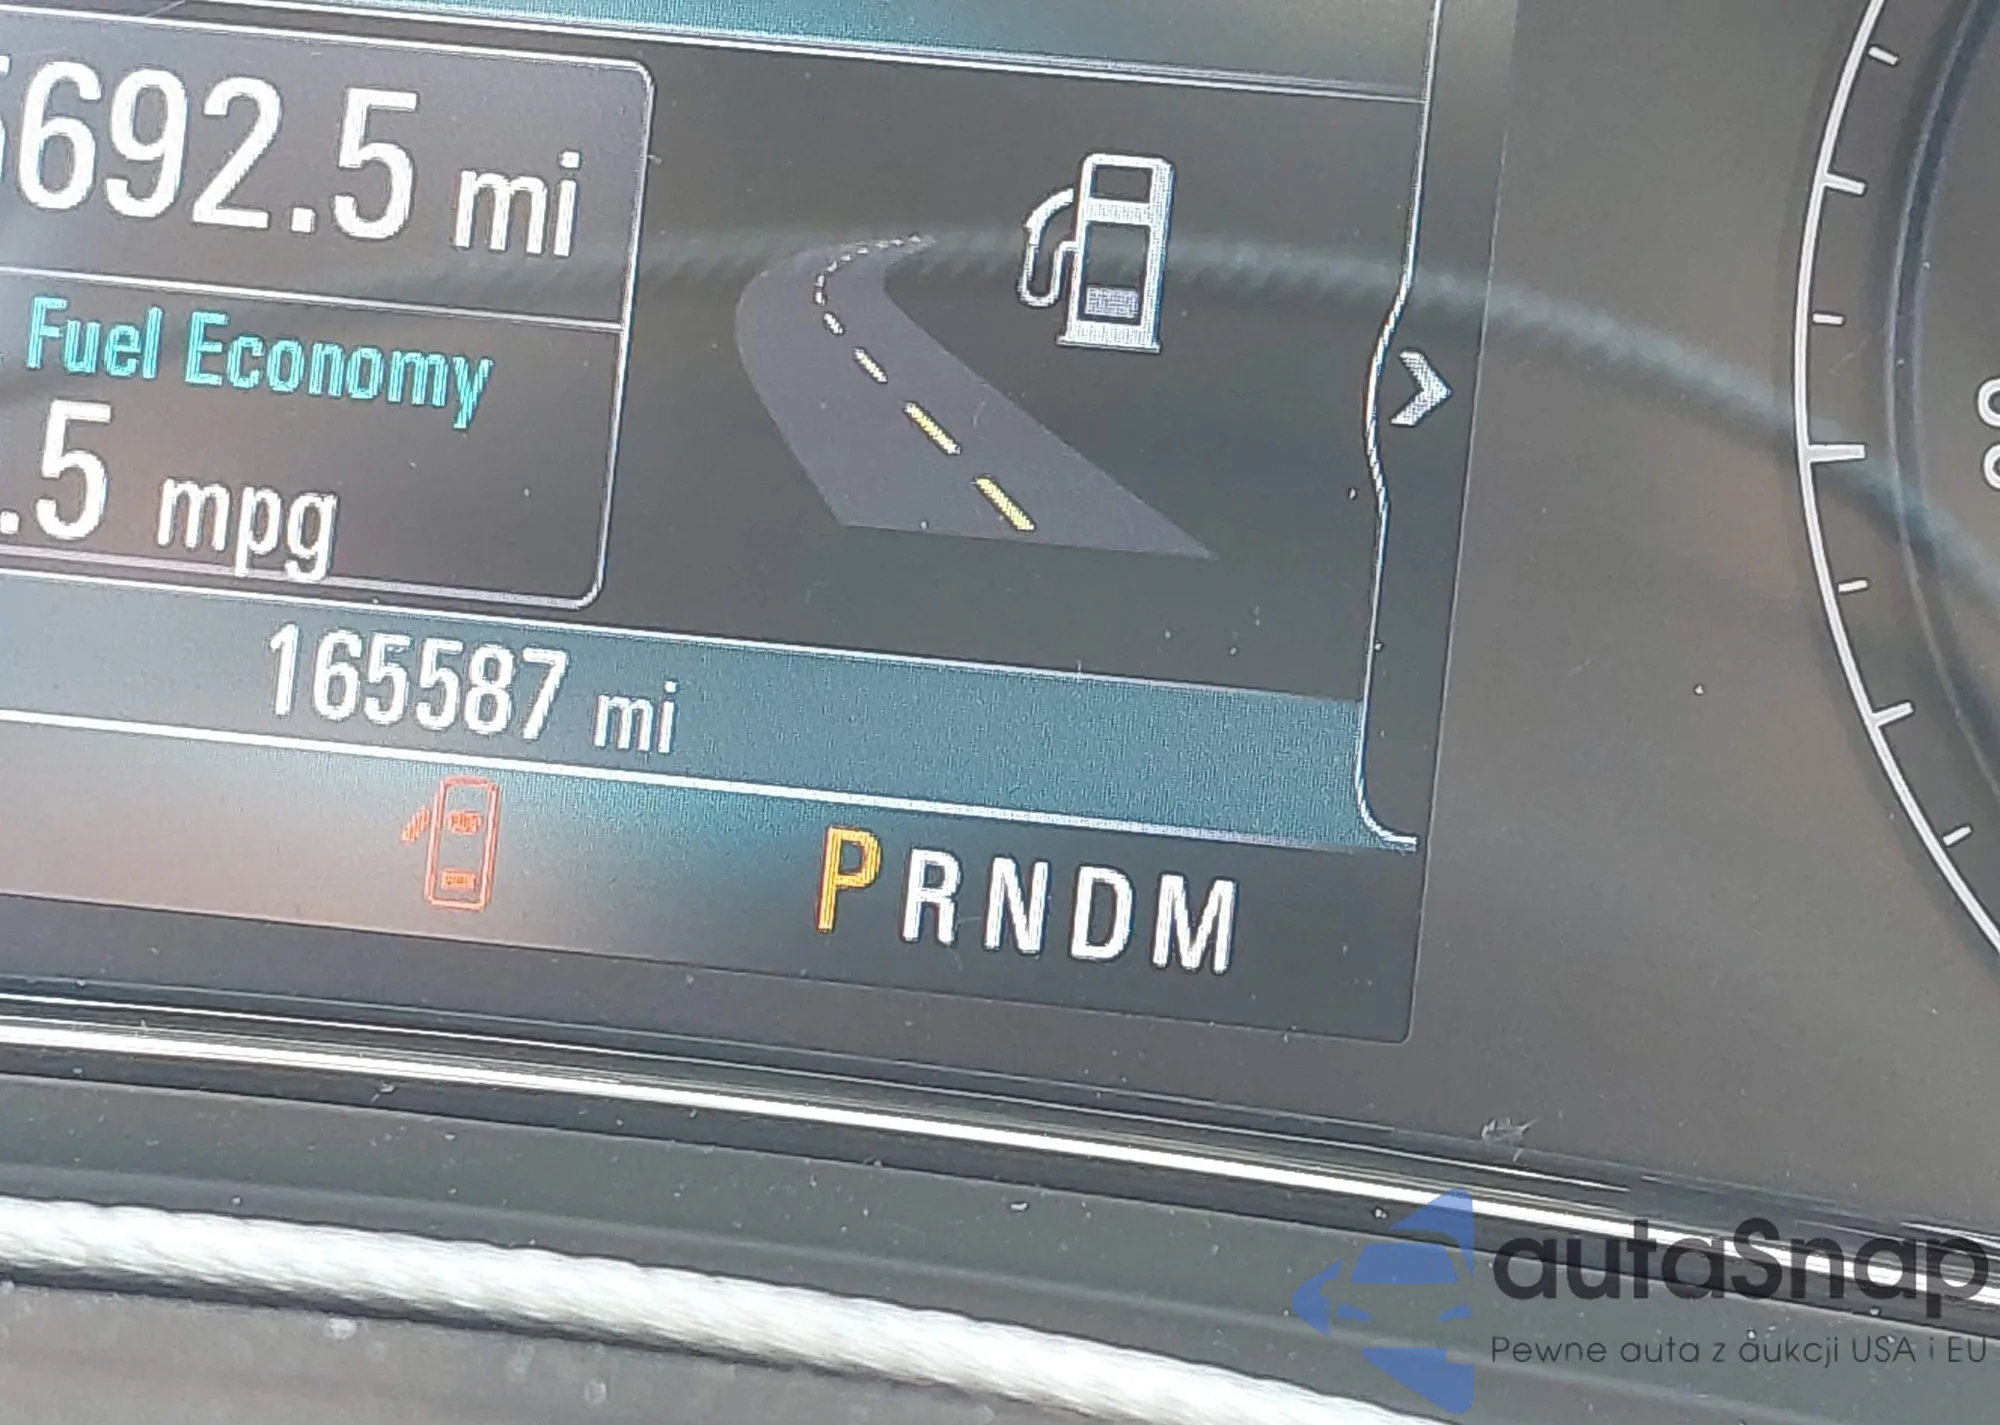 692.5 mi
Fuel Economy
.5 mpg
165587 mi
PRNDM
autaSnap
Pewne auta z aukcji USA i EU